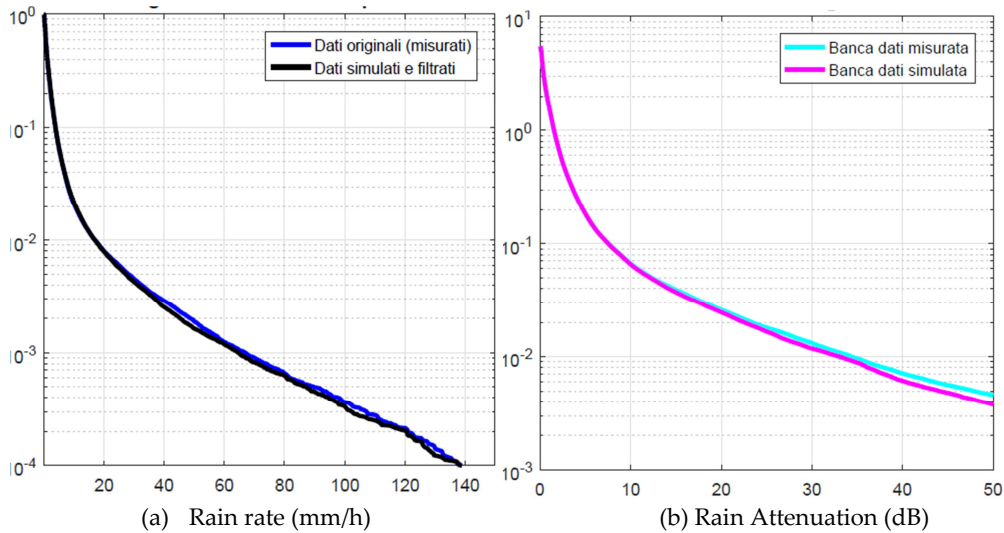 10^0
10^-1
10^-2
10^-3
10^-4
20 40 60 80 100 120 140
Dati originali (misurati)
Dati simulati e filtrati
(a) Rain rate (mm/h)
10^1
10^0
10^-1
10^-2
10^-3
0 10 20 30 40 50
Banca dati misurata
Banca dati simulata
(b) Rain Attenuation (dB)